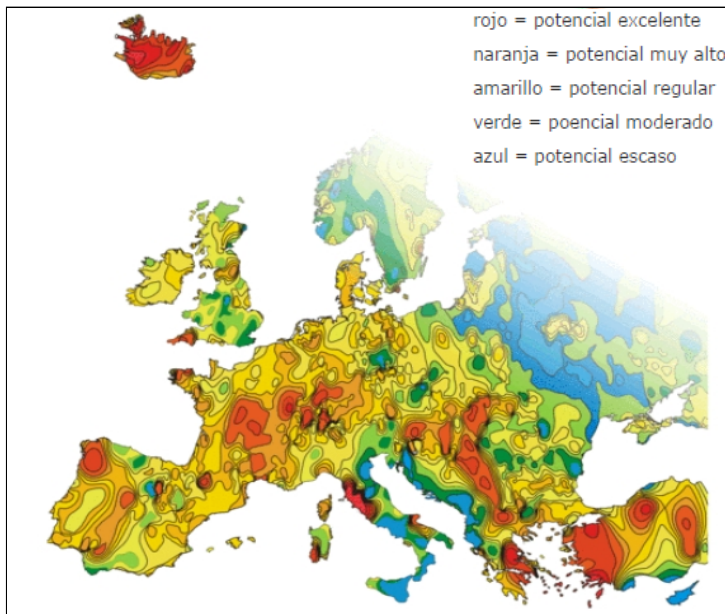 rojo = potencial excelente
naranja = potencial muy alto
amarillo = potencial regular
verde = poencial moderado
azul = potencial escaso